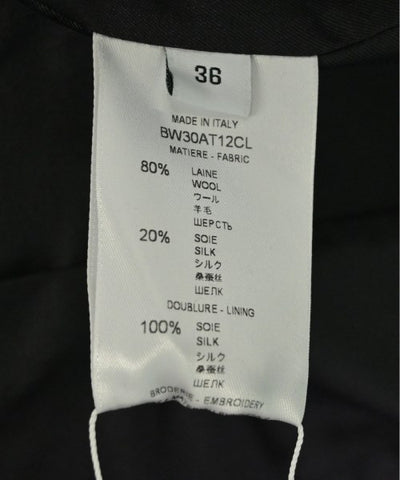 36
MADE IN ITALY
BW30AT12CL
MATIERE - FABRIC
80% LAINE
WOOL
ウール
羊毛
ШЕРСТЬ
20% SOIE
SILK
シルク
桑蚕丝
ШЕЛК
DOUBLURE - LINING
100% SOIE
SILK
シルク
桑蚕丝
ШЕЛК
BRODERIE - EMBROIDERY